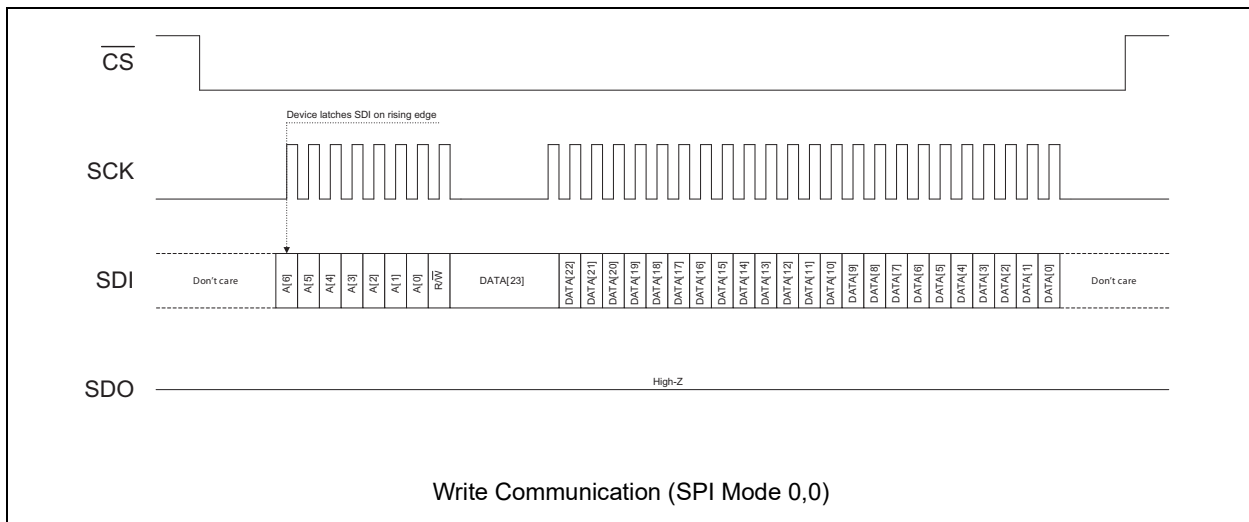 CS
Device latches SDI on rising edge
SCK
SDI
Don't care
A[6]
A[5]
A[4]
A[3]
A[2]
A[1]
A[0]
R/W
DATA[23]
DATA[22]
DATA[21]
DATA[20]
DATA[19]
DATA[18]
DATA[17]
DATA[16]
DATA[15]
DATA[14]
DATA[13]
DATA[12]
DATA[11]
DATA[10]
DATA[9]
DATA[8]
DATA[7]
DATA[6]
DATA[5]
DATA[4]
DATA[3]
DATA[2]
DATA[1]
DATA[0]
Don't care
SDO
High-Z
Write Communication (SPI Mode 0,0)